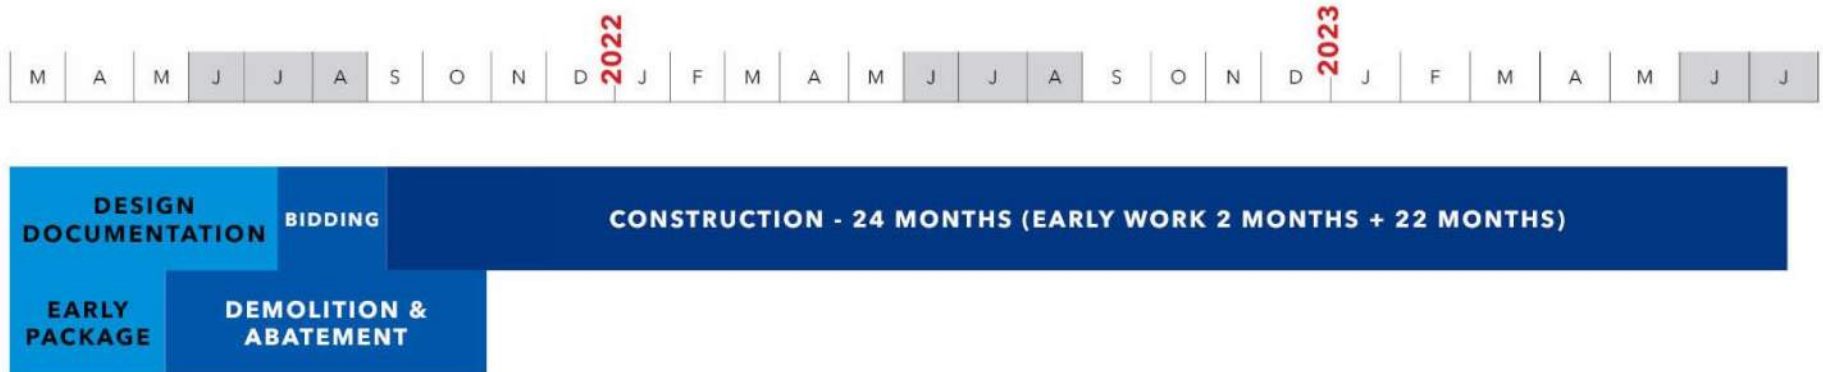 M A M J J A S O N D 2022 J F M A M J J A S O N D 2023 J F M A M J J
DESIGN
DOCUMENTATION
BIDDING
CONSTRUCTION - 24 MONTHS (EARLY WORK 2 MONTHS + 22 MONTHS)
EARLY
PACKAGE
DEMOLITION &
ABATEMENT